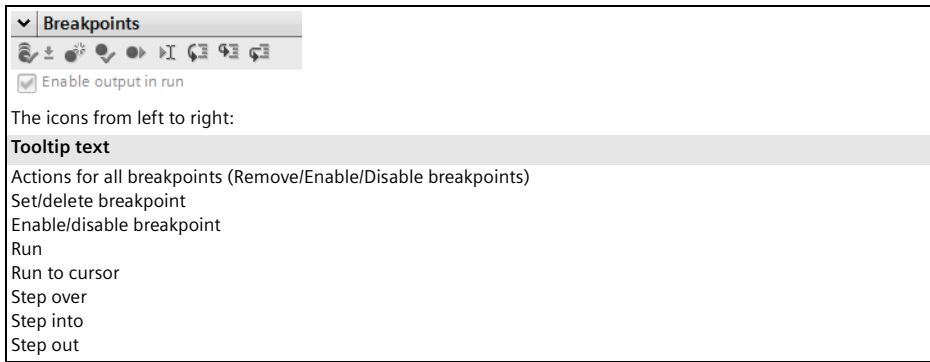 Breakpoints
Enable output in run
The icons from left to right:
Tooltip text
Actions for all breakpoints (Remove/Enable/Disable breakpoints)
Set/delete breakpoint
Enable/disable breakpoint
Run
Run to cursor
Step over
Step into
Step out